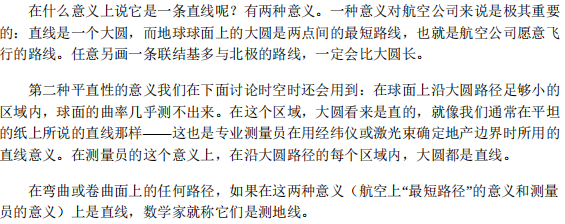 在什么意义上说它是一条直线呢？有两种意义。一种意义对航空公司来说是极其重要
的：直线是一个大圆，而地球球面上的大圆是两点间的最短路线，也就是航空公司愿意飞
行的路线。任意另画一条联结基多与北极的路线，一定会比大圆长。
第二种平直性的意义我们在下面讨论时空时还会用到：在球面上沿大圆路径足够小的
区域内，球面的曲率几乎测不出来。在这个区域，大圆看来是直的，就像我们通常在平坦
的纸上所说的直线那样——这也是专业测量员在用经纬仪或激光束确定地产边界时所用的
直线意义。在测量员的这个意义上，在沿大圆路径的每个区域内，大圆都是直线。
在弯曲或卷曲面上的任何路径，如果在这两种意义（航空上“最短路径”的意义和测量
员的意义）上是直线，数学家就称它们是测地线。